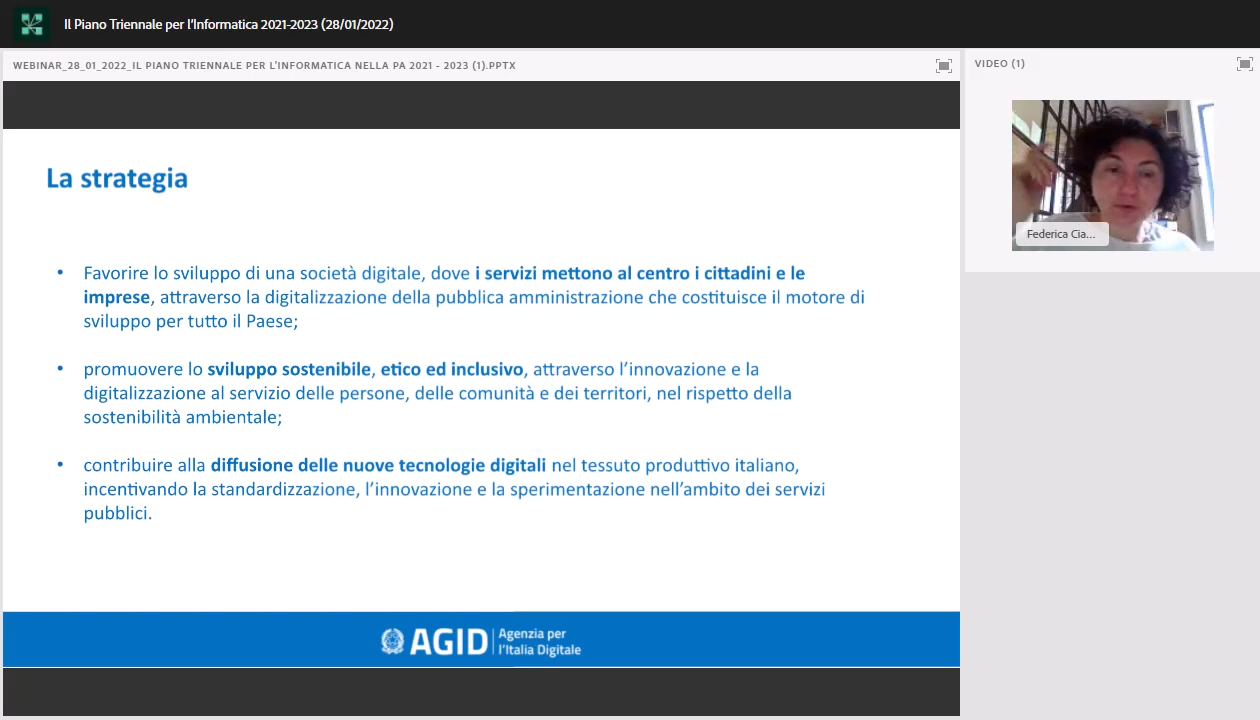 Il Piano Triennale per l'Informatica 2021-2023 (28/01/2022)
WEBINAR_28_01_2022_IL PIANO TRIENNALE PER L'INFORMATICA NELLA PA 2021 - 2023 (1).PPTX
VIDEO (1)
La strategia
• Favorire lo sviluppo di una società digitale, dove i servizi mettono al centro i cittadini e le
imprese, attraverso la digitalizzazione della pubblica amministrazione che costituisce il motore di
sviluppo per tutto il Paese;
• promuovere lo sviluppo sostenibile, etico ed inclusivo, attraverso l'innovazione e la
digitalizzazione al servizio delle persone, delle comunità e dei territori, nel rispetto della
sostenibilità ambientale;
• contribuire alla diffusione delle nuove tecnologie digitali nel tessuto produttivo italiano,
incentivando la standardizzazione, l'innovazione e la sperimentazione nell'ambito dei servizi
pubblici.
AGID Agenzia per
l'Italia Digitale
Federica Cia...